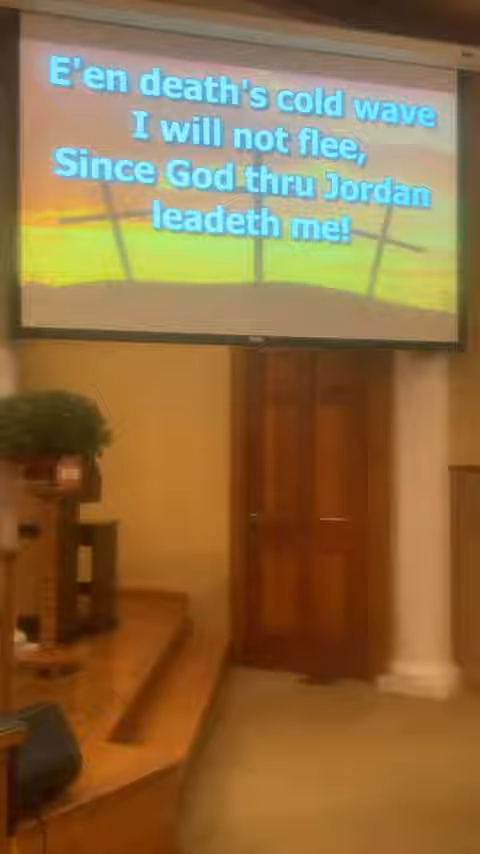 E'en death's cold wave
I will not flee,
Since God thru Jordan
leadeth me!